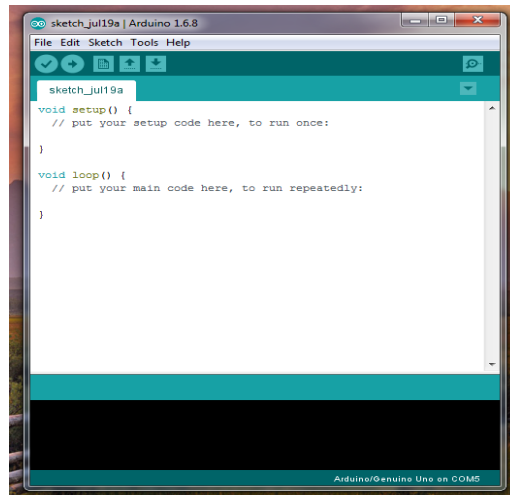 sketch_jul19a | Arduino 1.6.8
File Edit Sketch Tools Help
sketch_jul19a
void setup() {
  // put your setup code here, to run once:
}
void loop() {
  // put your main code here, to run repeatedly:
}
Arduino/Genuino Uno on COM5